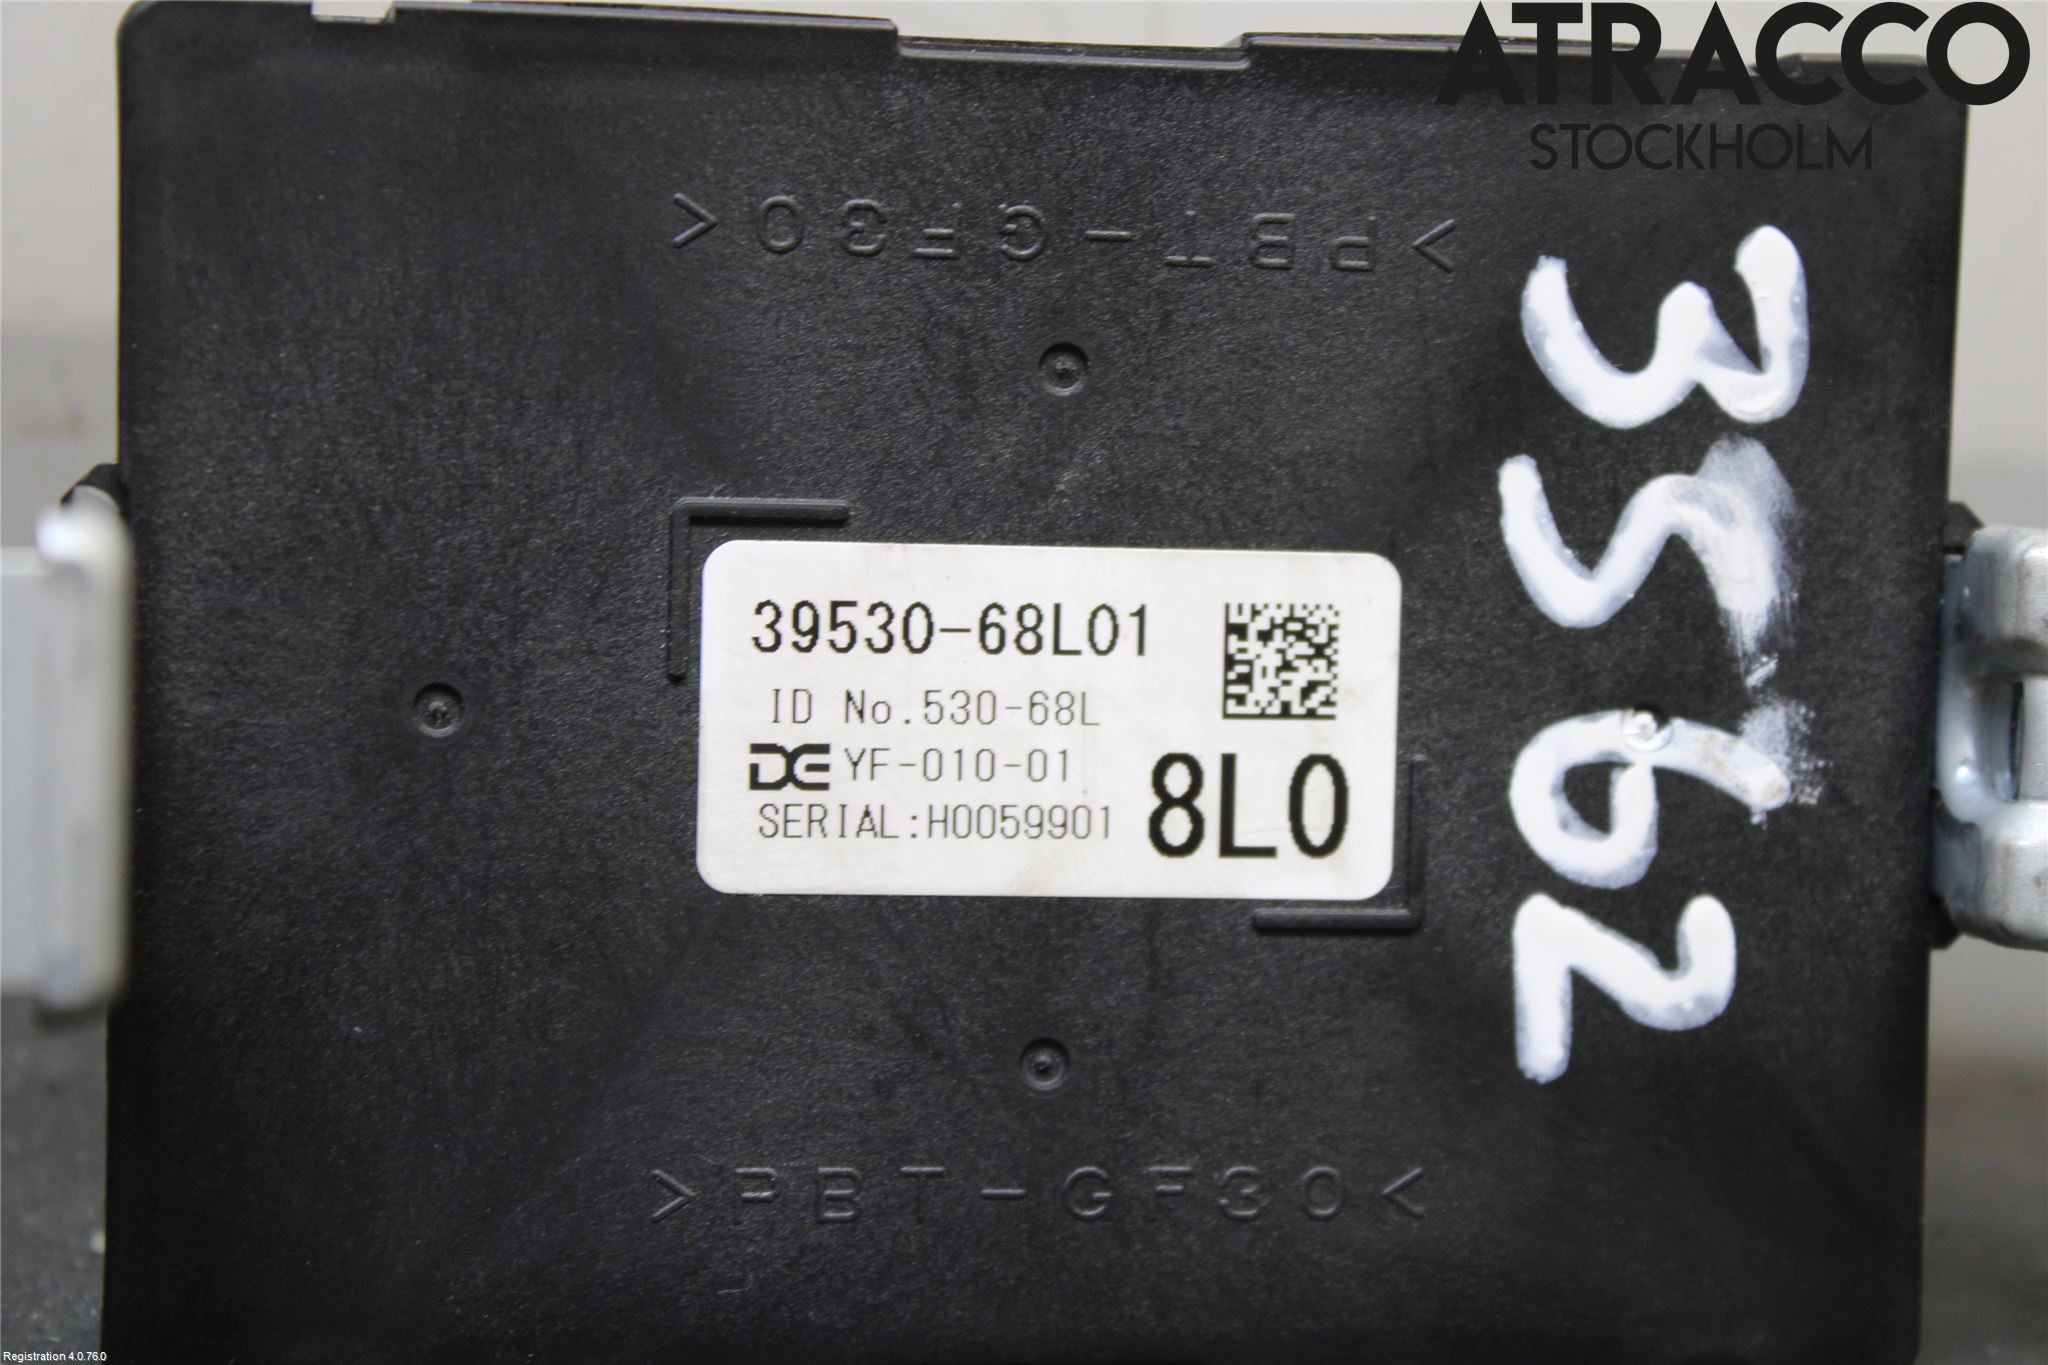 ATRACCO
STOCKHOLM
>PBT-GF30<
39530-68L01
ID No.530-68L
DE YF-010-01
SERIAL:H0059901
8L0
3562
>PBT-GF30<
Registration 4.0.76.0